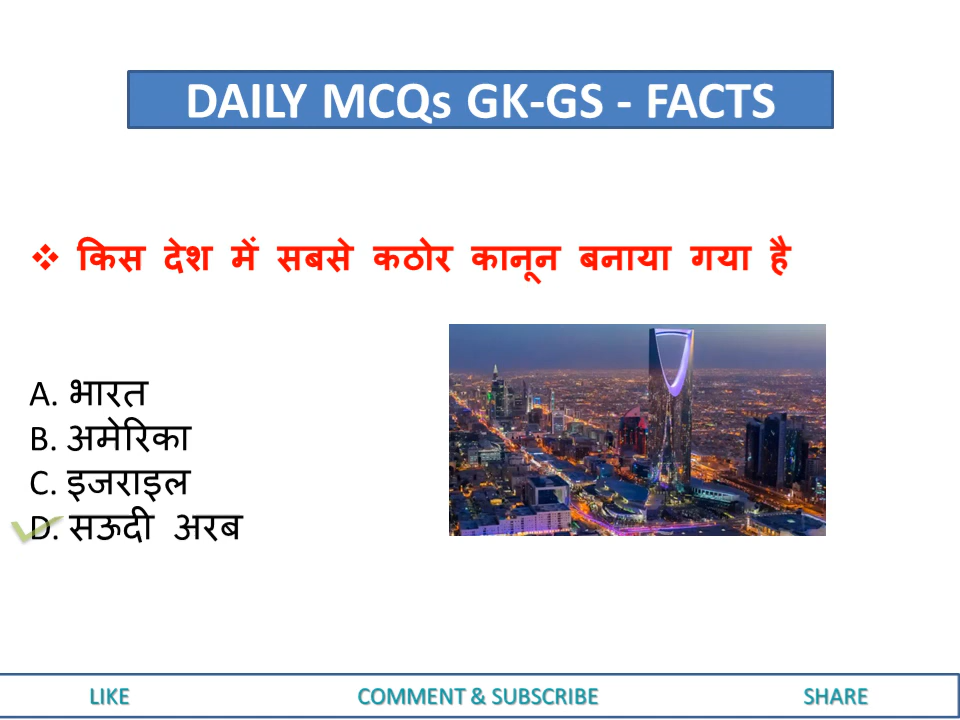 DAILY MCQs GK-GS - FACTS
❖ किस देश में सबसे कठोर कानून बनाया गया है
A. भारत
B. अमेरिका
C. इजराइल
D. सऊदी अरब
LIKE COMMENT & SUBSCRIBE SHARE